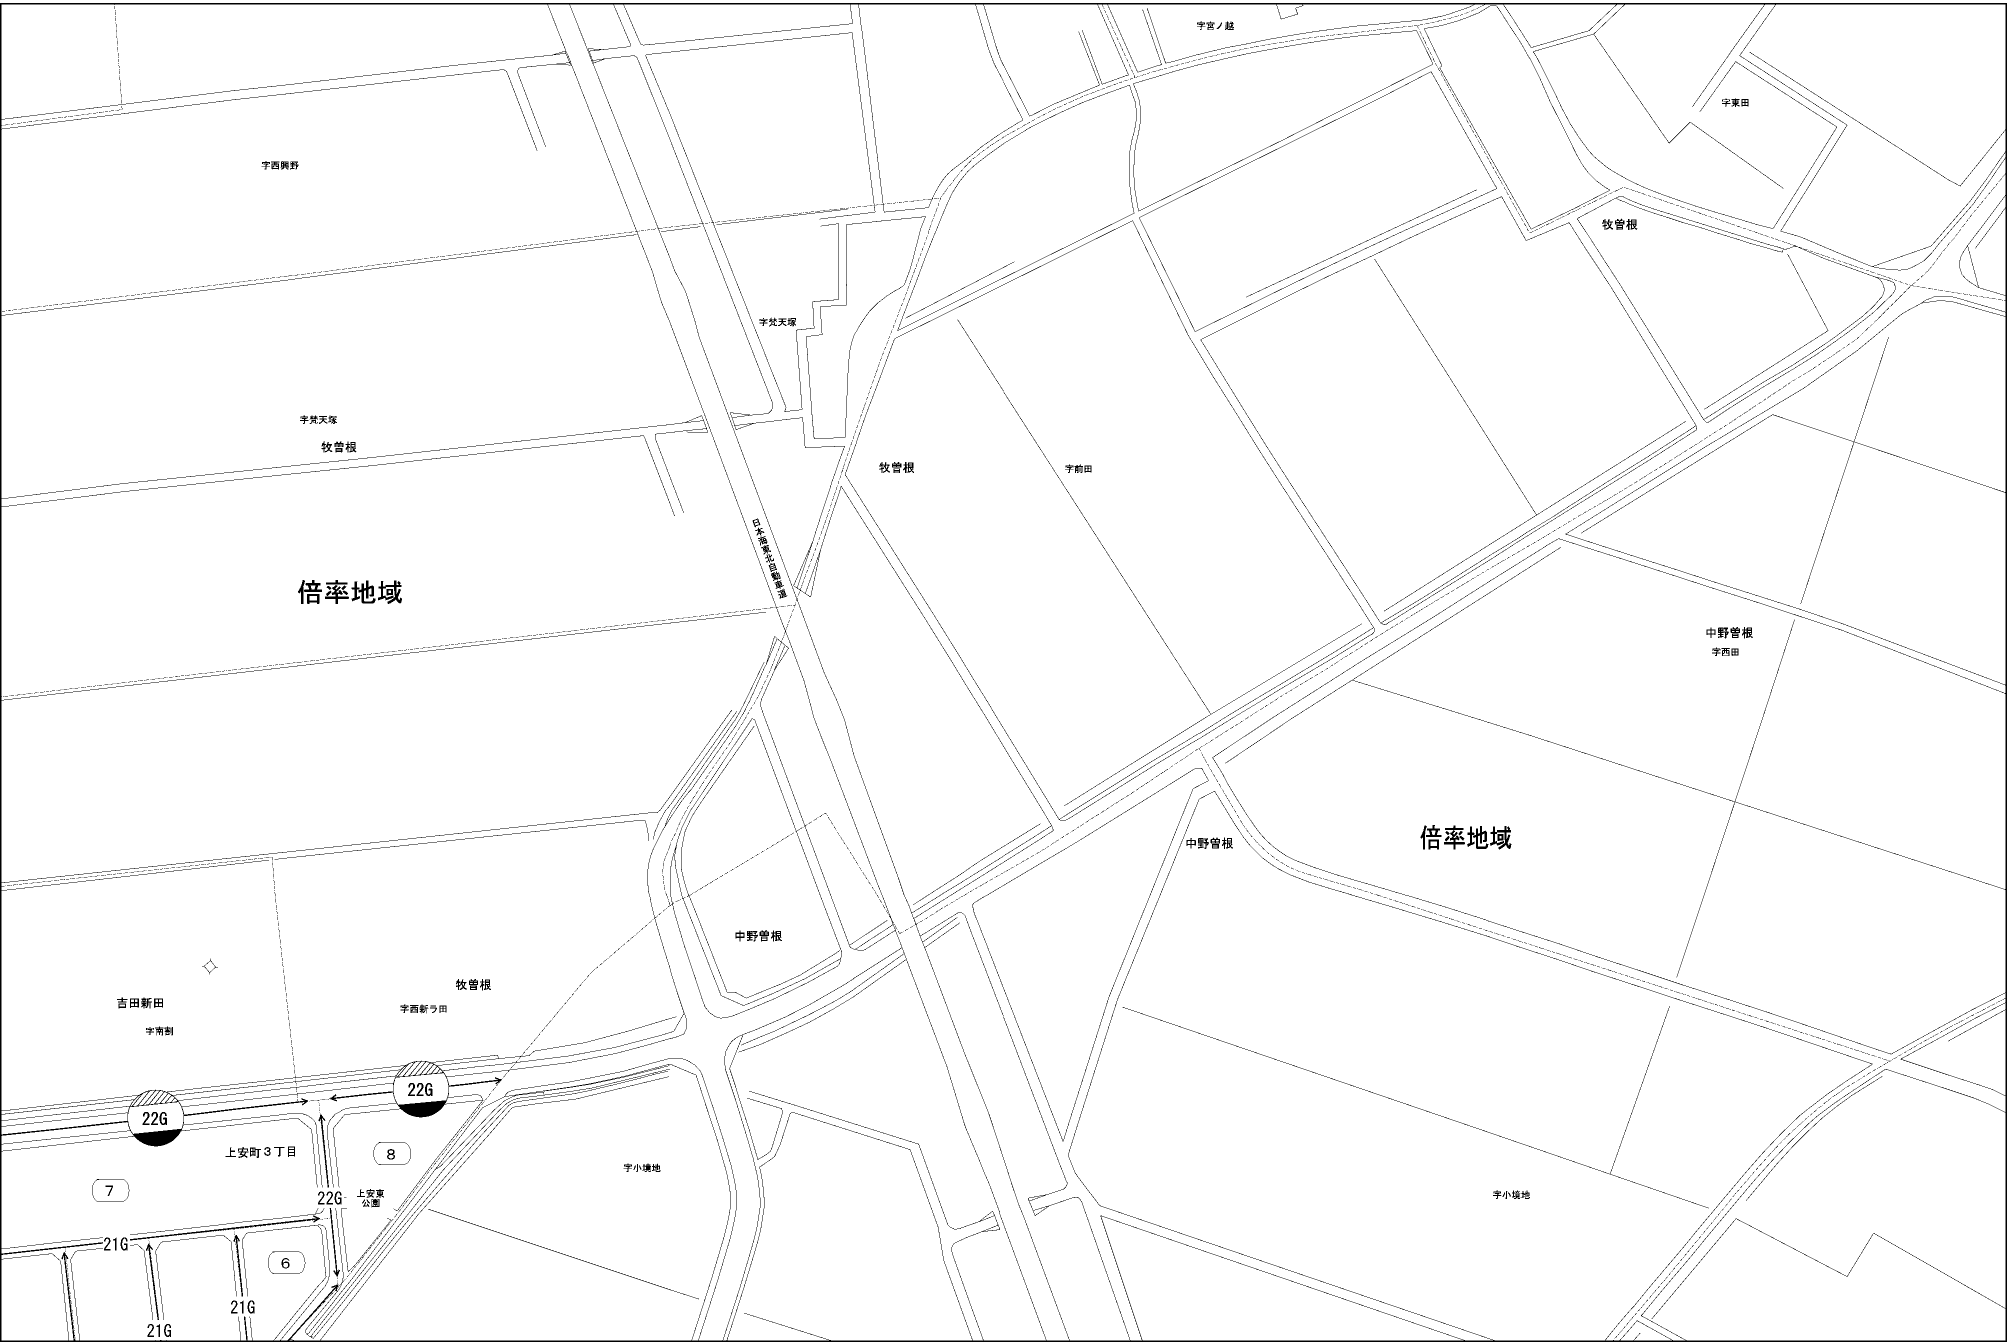 字宮ノ越
字東田
字西興野
牧曽根
字梵天塚
字梵天塚
牧曽根
牧曽根
字前田
日本海東北自動車道
倍率地域
中野曽根
字西田
倍率地域
中野曽根
中野曽根
牧曽根
字西新ラ田
吉田新田
字南割
22G
22G
上安町3丁目
8
7
字小境地
字小境地
22G
上安東
公園
21G
6
21G
21G